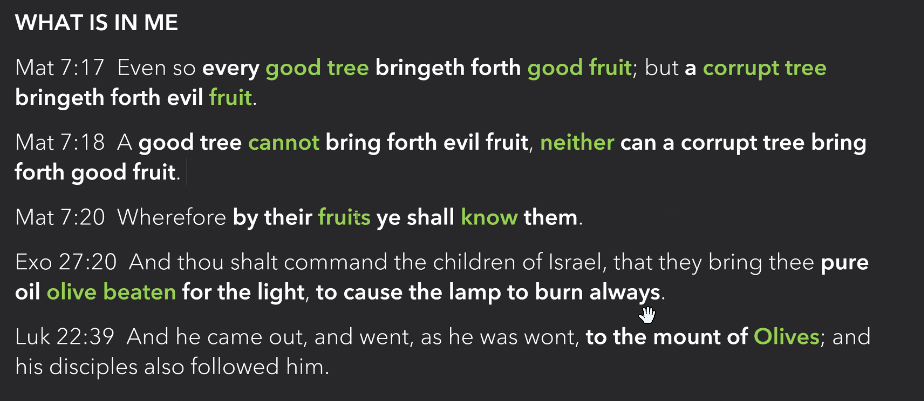 WHAT IS IN ME
Mat 7:17 Even so every good tree bringeth forth good fruit; but a corrupt tree
bringeth forth evil fruit.
Mat 7:18 A good tree cannot bring forth evil fruit, neither can a corrupt tree bring
forth good fruit.
Mat 7:20 Wherefore by their fruits ye shall know them.
Exo 27:20 And thou shalt command the children of Israel, that they bring thee pure
oil olive beaten for the light, to cause the lamp to burn always.
Luk 22:39 And he came out, and went, as he was wont, to the mount of Olives; and
his disciples also followed him.